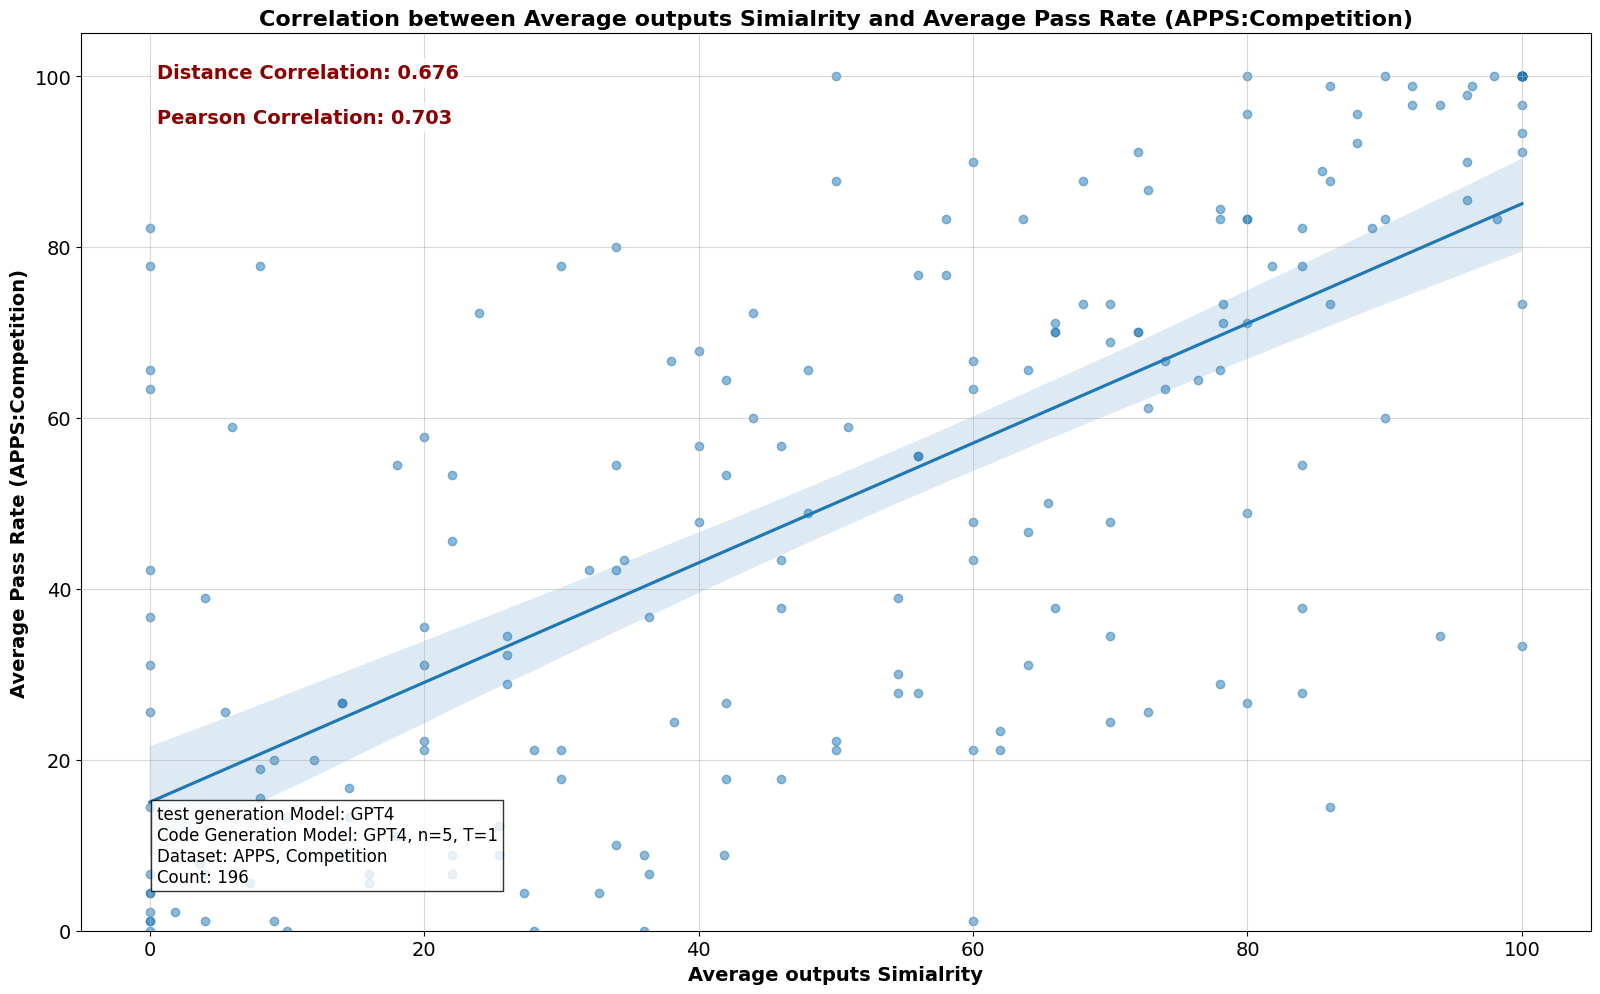 Correlation between Average outputs Simialrity and Average Pass Rate (APPS:Competition)
Distance Correlation: 0.676
Pearson Correlation: 0.703
Average Pass Rate (APPS:Competition)
100
80
60
40
20
0
test generation Model: GPT4
Code Generation Model: GPT4, n=5, T=1
Dataset: APPS, Competition
Count: 196
0 20 40 60 80 100
Average outputs Simialrity